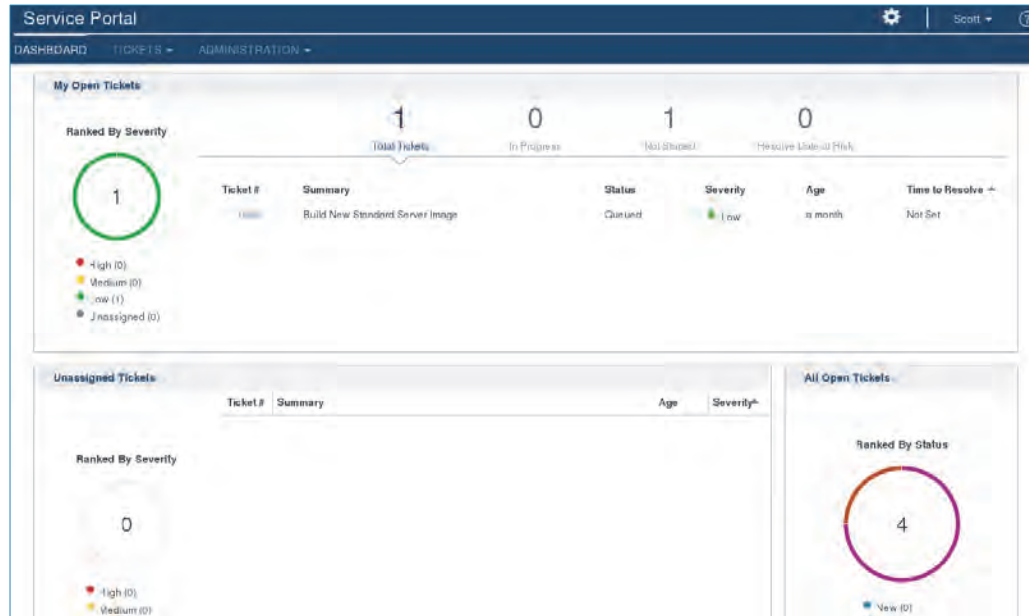 Service Portal
Scott
DASHBOARD TICKETS ADMINISTRATION
My Open Tickets
Ranked By Severity
1 0 1 0
Total Tickets In Progress Not Started Resolve Date at Risk
1
Ticket # Summary Status Severity Age Time to Resolve
Build New Standard Server Image Queued Low a month Not Set
High (0)
Medium (0)
Low (1)
Unassigned (0)
Unassigned Tickets
Ticket # Summary Age Severity
Ranked By Severity
0
High (0)
Medium (0)
All Open Tickets
Ranked By Status
4
New (0)